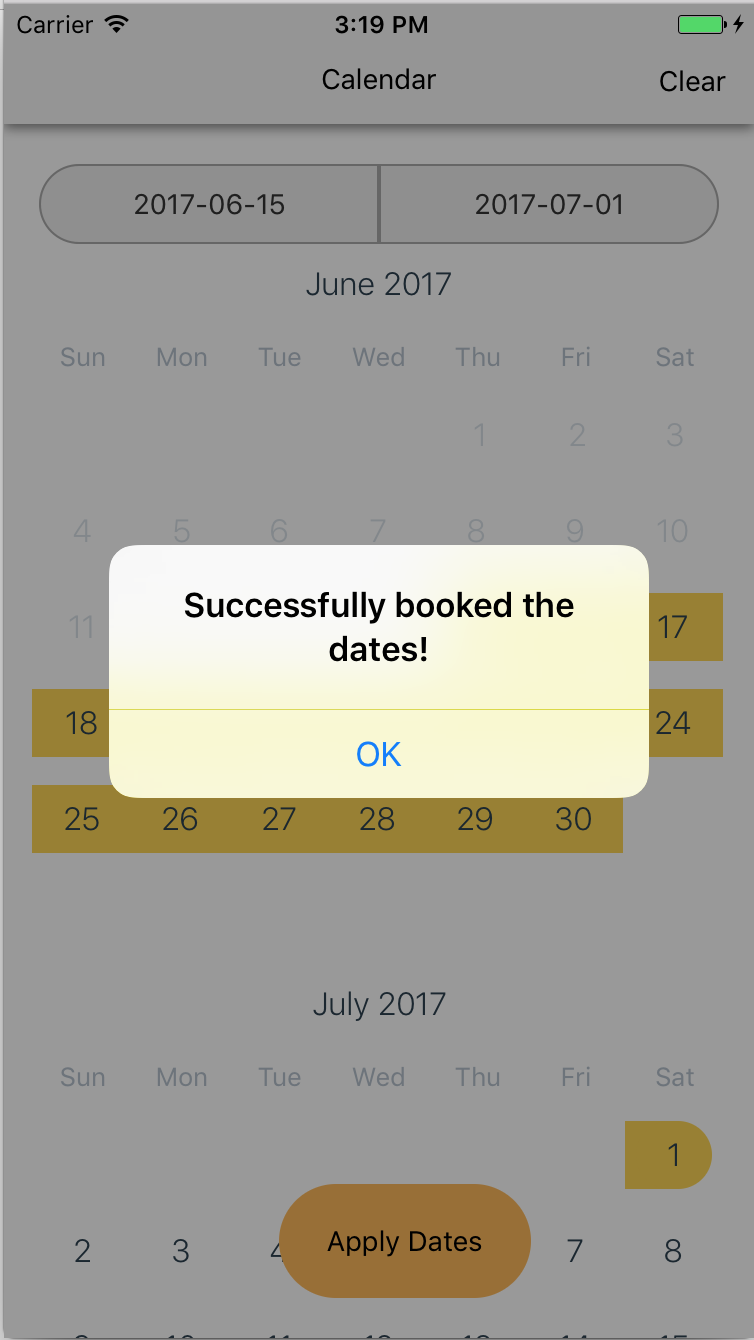 Carrier 3:19 PM
Calendar Clear
2017-06-15 2017-07-01
June 2017
Sun Mon Tue Wed Thu Fri Sat
1 2 3
4 5 6 7 8 9 10
11 17
Successfully booked the
dates!
18 24
OK
25 26 27 28 29 30
July 2017
Sun Mon Tue Wed Thu Fri Sat
1
2 3 4 7 8
Apply Dates